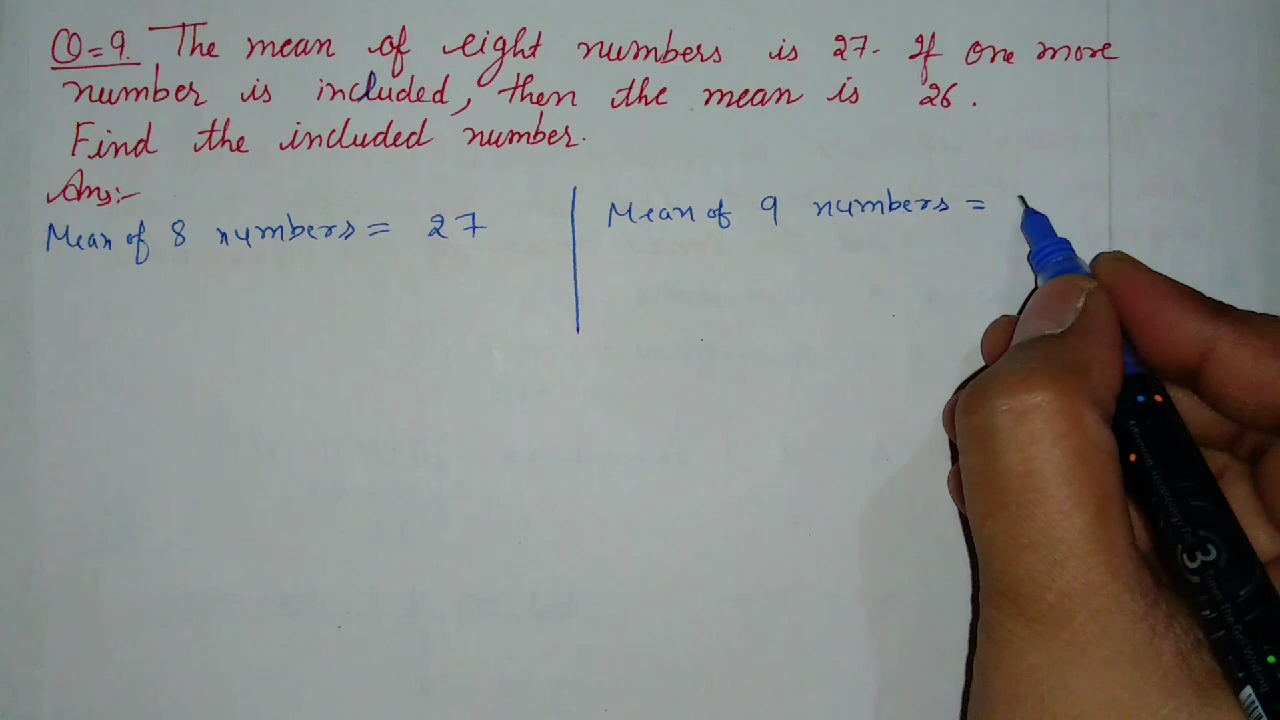 Q=9. The mean of eight numbers is 27. If one more
number is included, then the mean is 26.
Find the included number.
Ans:-
Mean of 8 numbers = 27
Mean of 9 numbers =
3